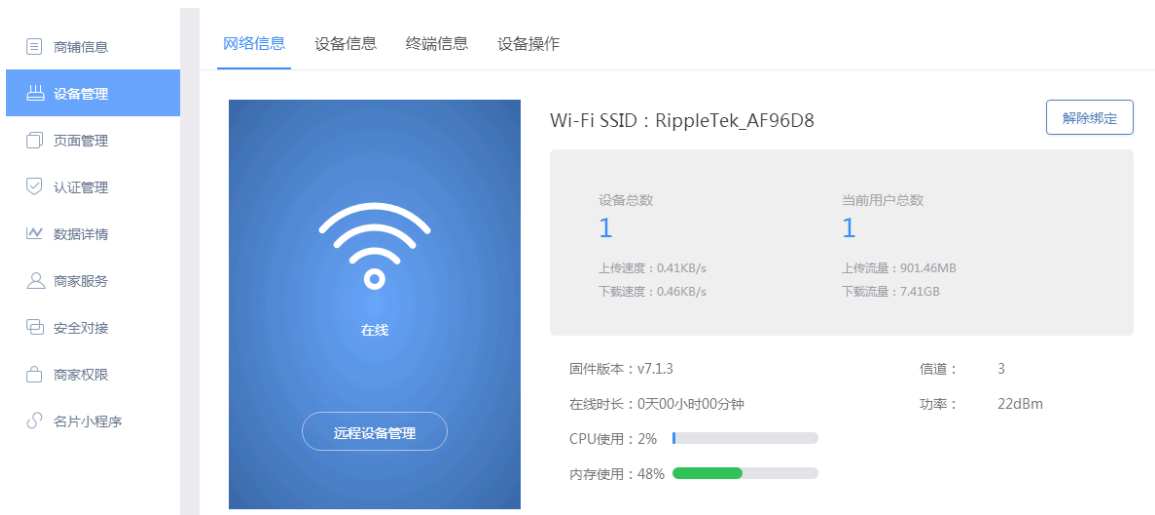 商铺信息
设备管理
页面管理
认证管理
数据详情
商家服务
安全对接
商家权限
名片小程序
网络信息 设备信息 终端信息 设备操作
在线
远程设备管理
Wi-Fi SSID：RippleTek_AF96D8
解除绑定
设备总数 当前用户总数
1 1
上传速度：0.41KB/s 上传流量：901.46MB
下载速度：0.46KB/s 下载流量：7.41GB
固件版本：v7.1.3 信道： 3
在线时长：0天00小时00分钟 功率： 22dBm
CPU使用：2%
内存使用：48%